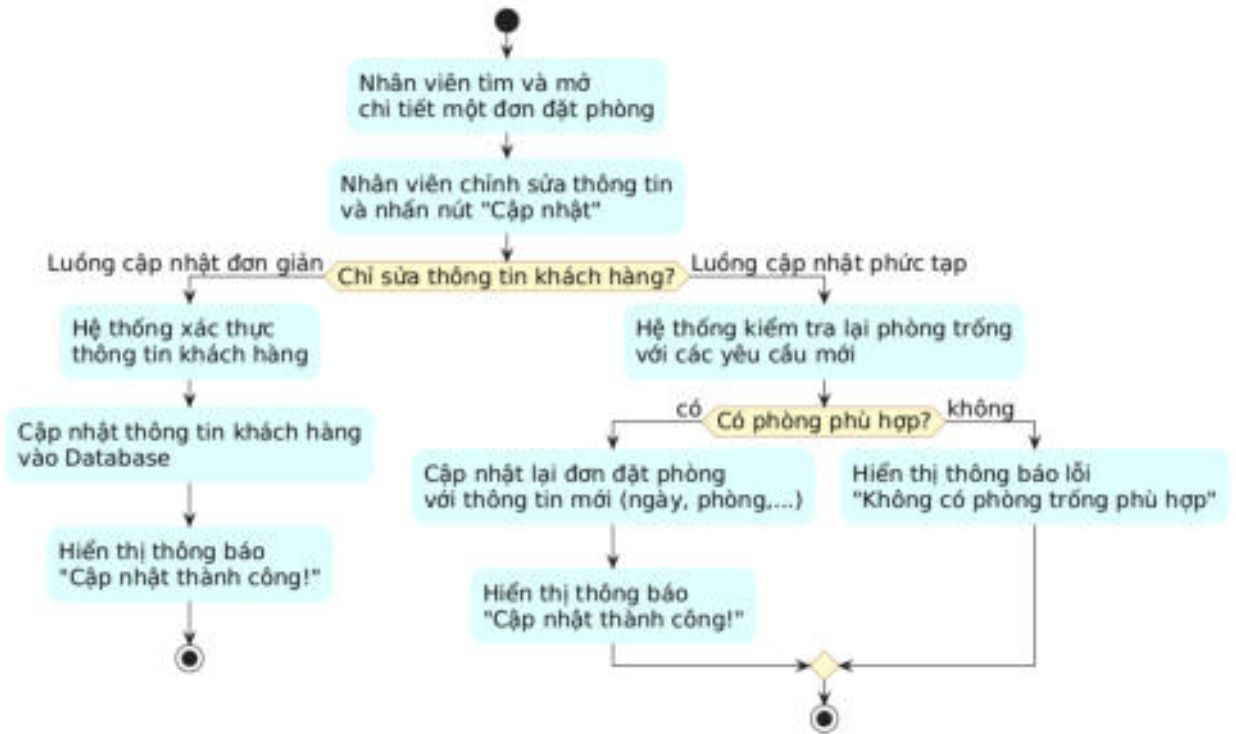 Nhân viên tìm và mở
chi tiết một đơn đặt phòng
Nhân viên chỉnh sửa thông tin
và nhấn nút "Cập nhật"
Luồng cập nhật đơn giản
Chỉ sửa thông tin khách hàng?
Luồng cập nhật phức tạp
Hệ thống xác thực
thông tin khách hàng
Cập nhật thông tin khách hàng
vào Database
Hiển thị thông báo
"Cập nhật thành công!"
Hệ thống kiểm tra lại phòng trống
với các yêu cầu mới
có
Có phòng phù hợp?
không
Cập nhật lại đơn đặt phòng
với thông tin mới (ngày, phòng,...)
Hiển thị thông báo
"Cập nhật thành công!"
Hiển thị thông báo lỗi
"Không có phòng trống phù hợp"